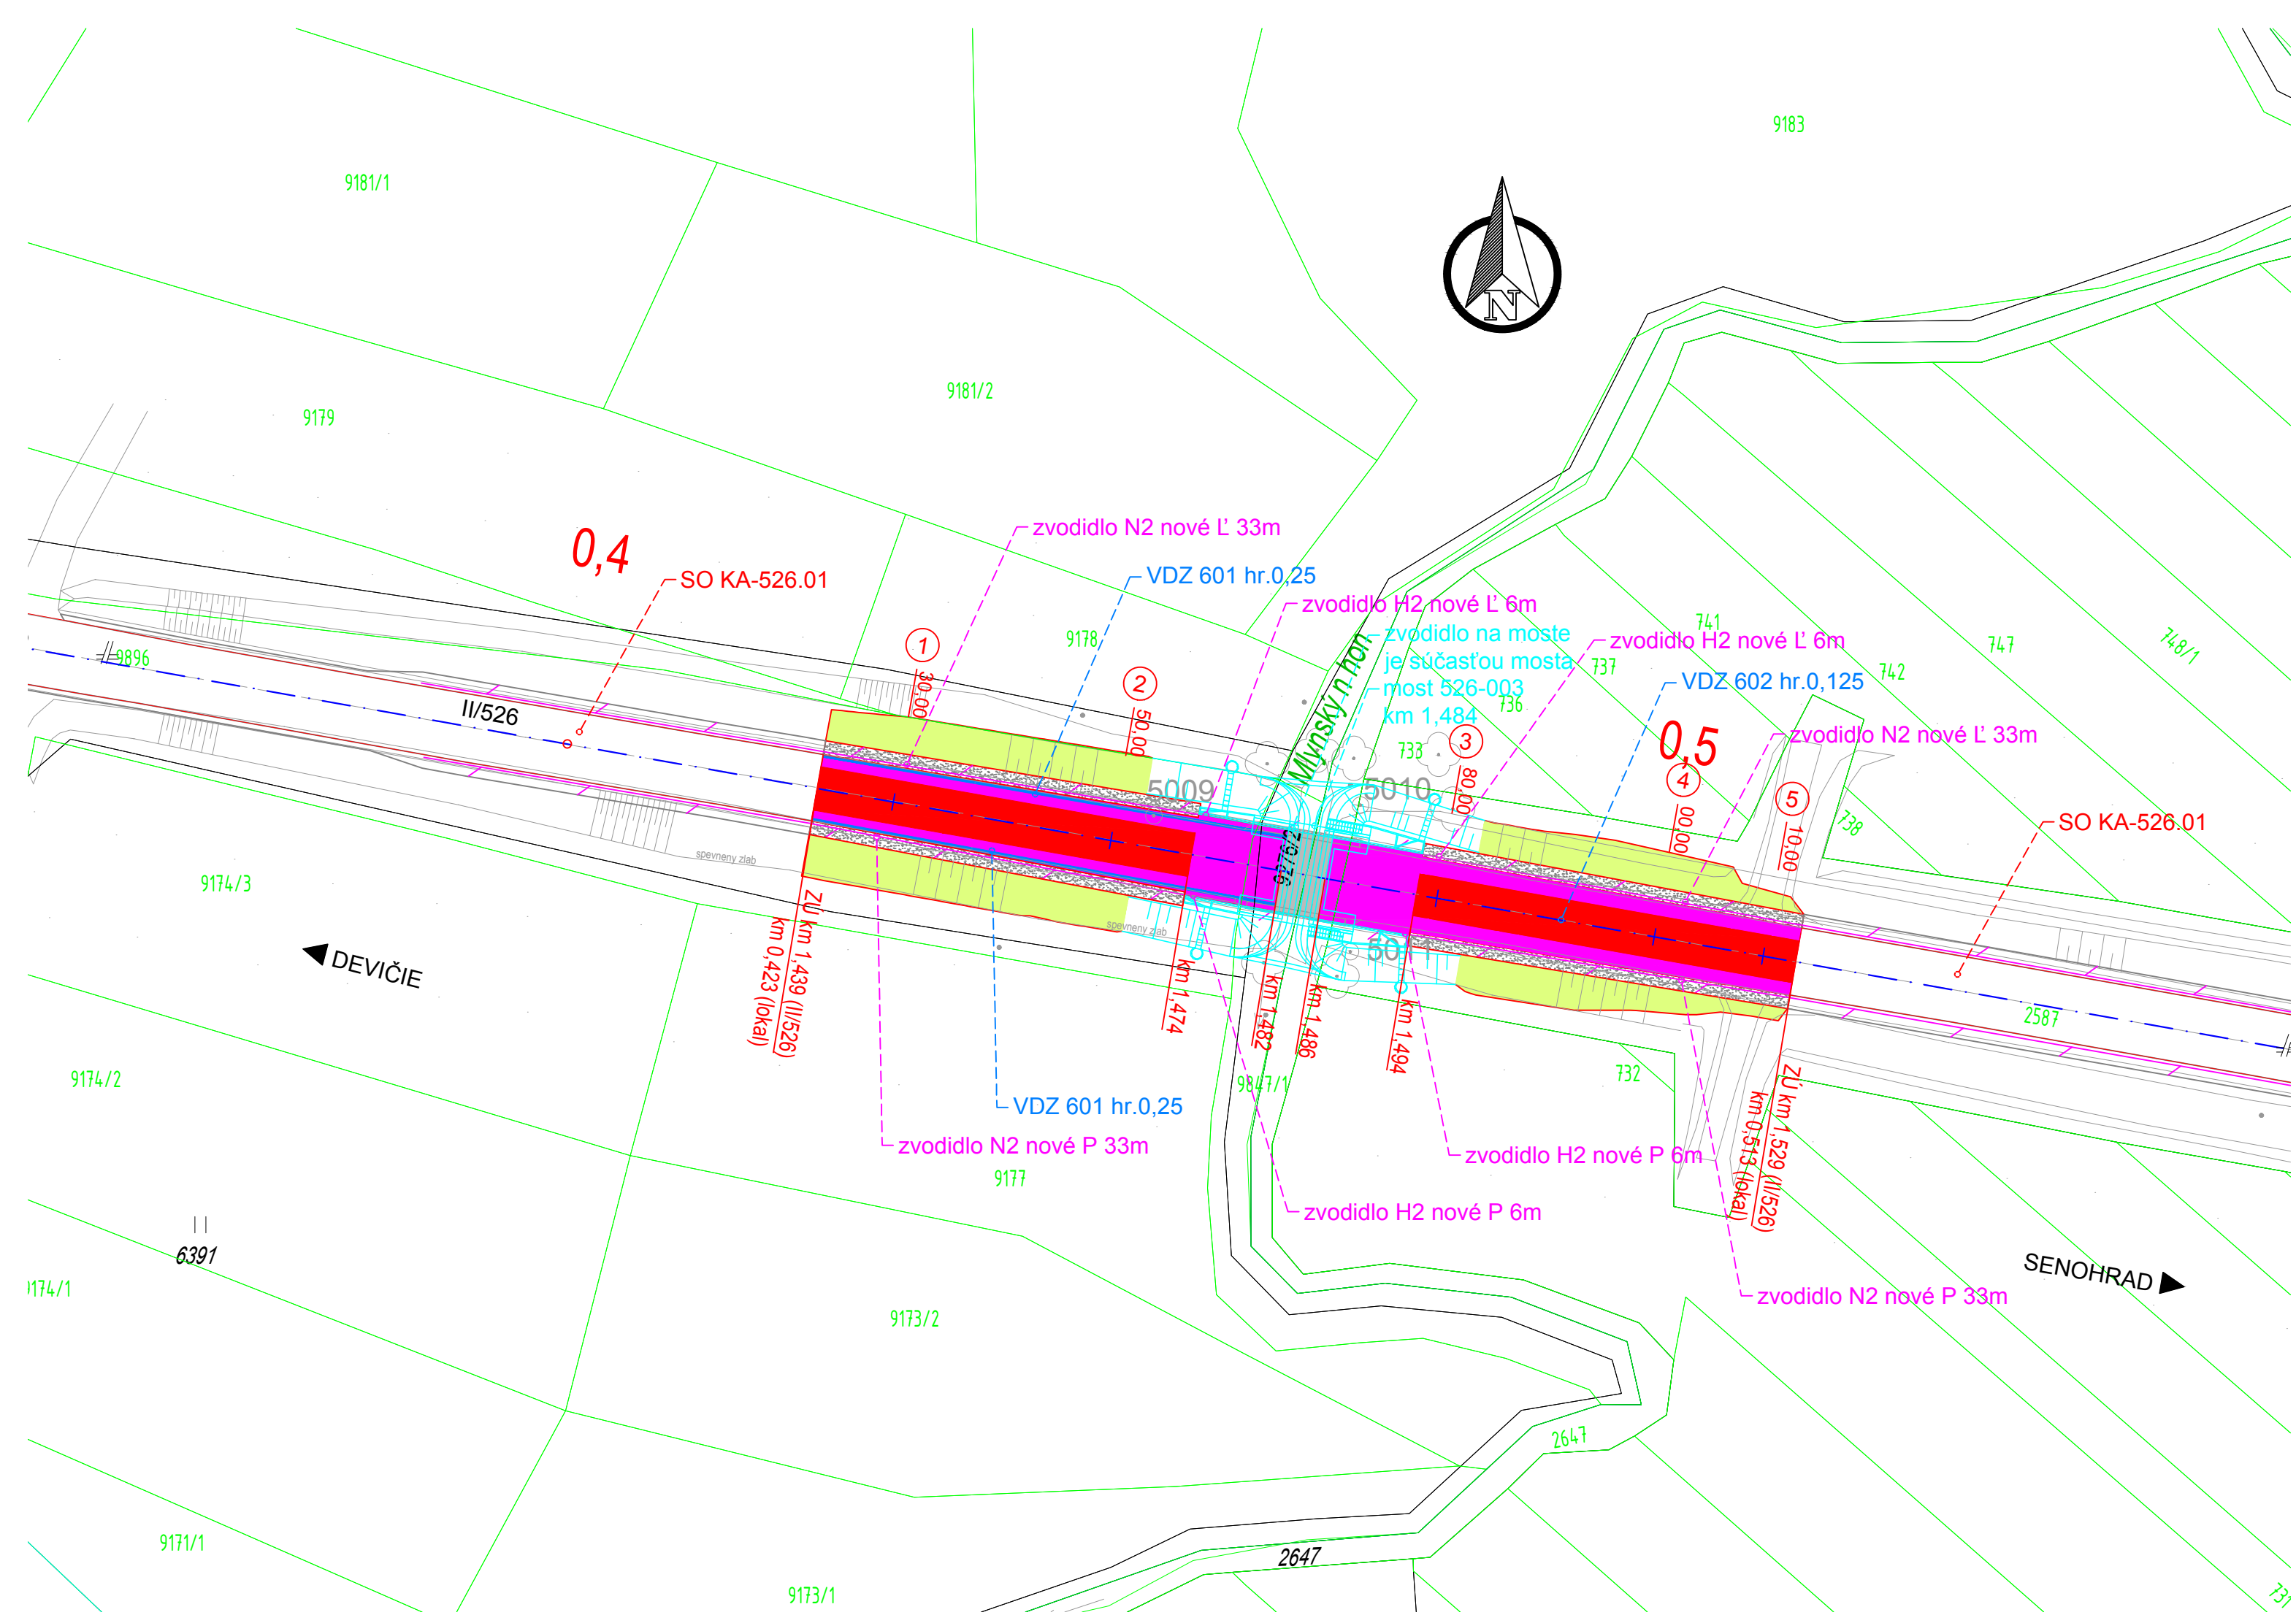 9183
9181/1
9181/2
N
9179
zvodidlo N2 nové Ľ 33m
0,4
SO KA-526.01
VDZ 601 hr.0,25
zvodidlo H2 nové Ľ 6m
741
zvodidlo na moste
je súčasťou mosta
zvodidlo H2 nové Ľ 6m
747
748/1
9178
1
30,00
9896
737
742
most 526-003
km 1,484
VDZ 602 hr.0,125
2
50,00
736
II/526
0,5
zvodidlo N2 nové Ľ 33m
733
3
80,00
4
00,00
5
10,00
738
5009
5010
SO KA-526.01
spevneny zlab
9174/3
spevneny zlab
DEVIČIE
ZÚ km 1,439 (II/526)
km 0,423 (lokal)
km 1,474
km 1,482
km 1,486
km 1,494
2587
9174/2
9847/1
732
VDZ 601 hr.0,25
zvodidlo N2 nové P 33m
zvodidlo H2 nové P 6m
ZÚ km 1,529 (II/526)
km 0,513 (lokal)
9177
zvodidlo H2 nové P 6m
6391
SENOHRAD
zvodidlo N2 nové P 33m
9173/2
2647
9171/1
2647
9173/1